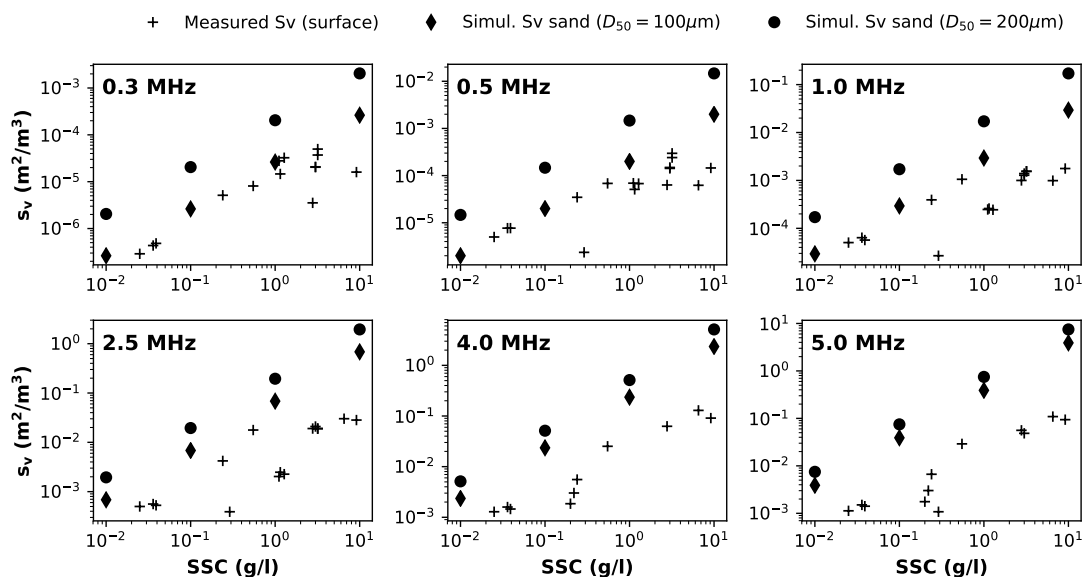 Measured Sv (surface) Simul. Sv sand (D₅₀ = 100μm) Simul. Sv sand (D₅₀ = 200μm)
0.3 MHz 0.5 MHz 1.0 MHz
10⁻³ 10⁻² 10⁻¹
10⁻⁴ 10⁻³ 10⁻²
10⁻⁵ 10⁻⁴ 10⁻³
10⁻⁶ 10⁻⁵ 10⁻⁴
sᵥ (m²/m³)
10⁻² 10⁻¹ 10⁰ 10¹ 10⁻² 10⁻¹ 10⁰ 10¹ 10⁻² 10⁻¹ 10⁰ 10¹
2.5 MHz 4.0 MHz 5.0 MHz
10⁰ 10⁰ 10¹
10⁻¹ 10⁻¹ 10⁰
10⁻² 10⁻² 10⁻¹
10⁻³ 10⁻³ 10⁻²
10⁻³
sᵥ (m²/m³)
10⁻² 10⁻¹ 10⁰ 10¹ 10⁻² 10⁻¹ 10⁰ 10¹ 10⁻² 10⁻¹ 10⁰ 10¹
SSC (g/l) SSC (g/l) SSC (g/l)